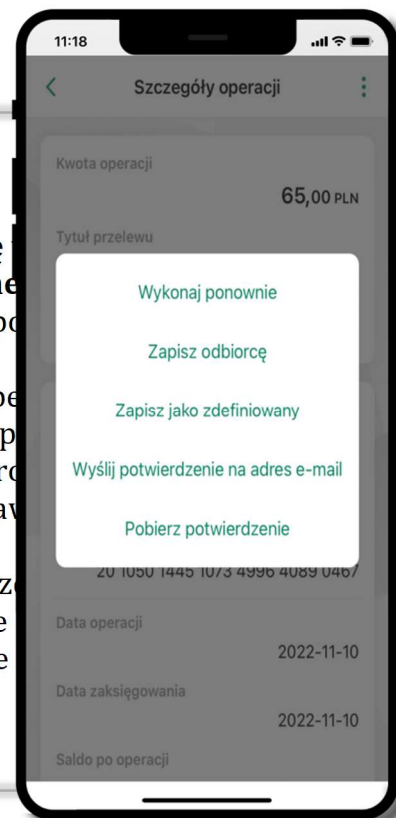 11:18
Szczegóły operacji
Kwota operacji
65,00 PLN
Tytuł przelewu
Wykonaj ponownie
Zapisz odbiorcę
Zapisz jako zdefiniowany
Wyślij potwierdzenie na adres e-mail
Pobierz potwierdzenie
20 1050 1445 1073 4996 4089 0467
Data operacji
2022-11-10
Data zaksięgowania
2022-11-10
Saldo po operacji